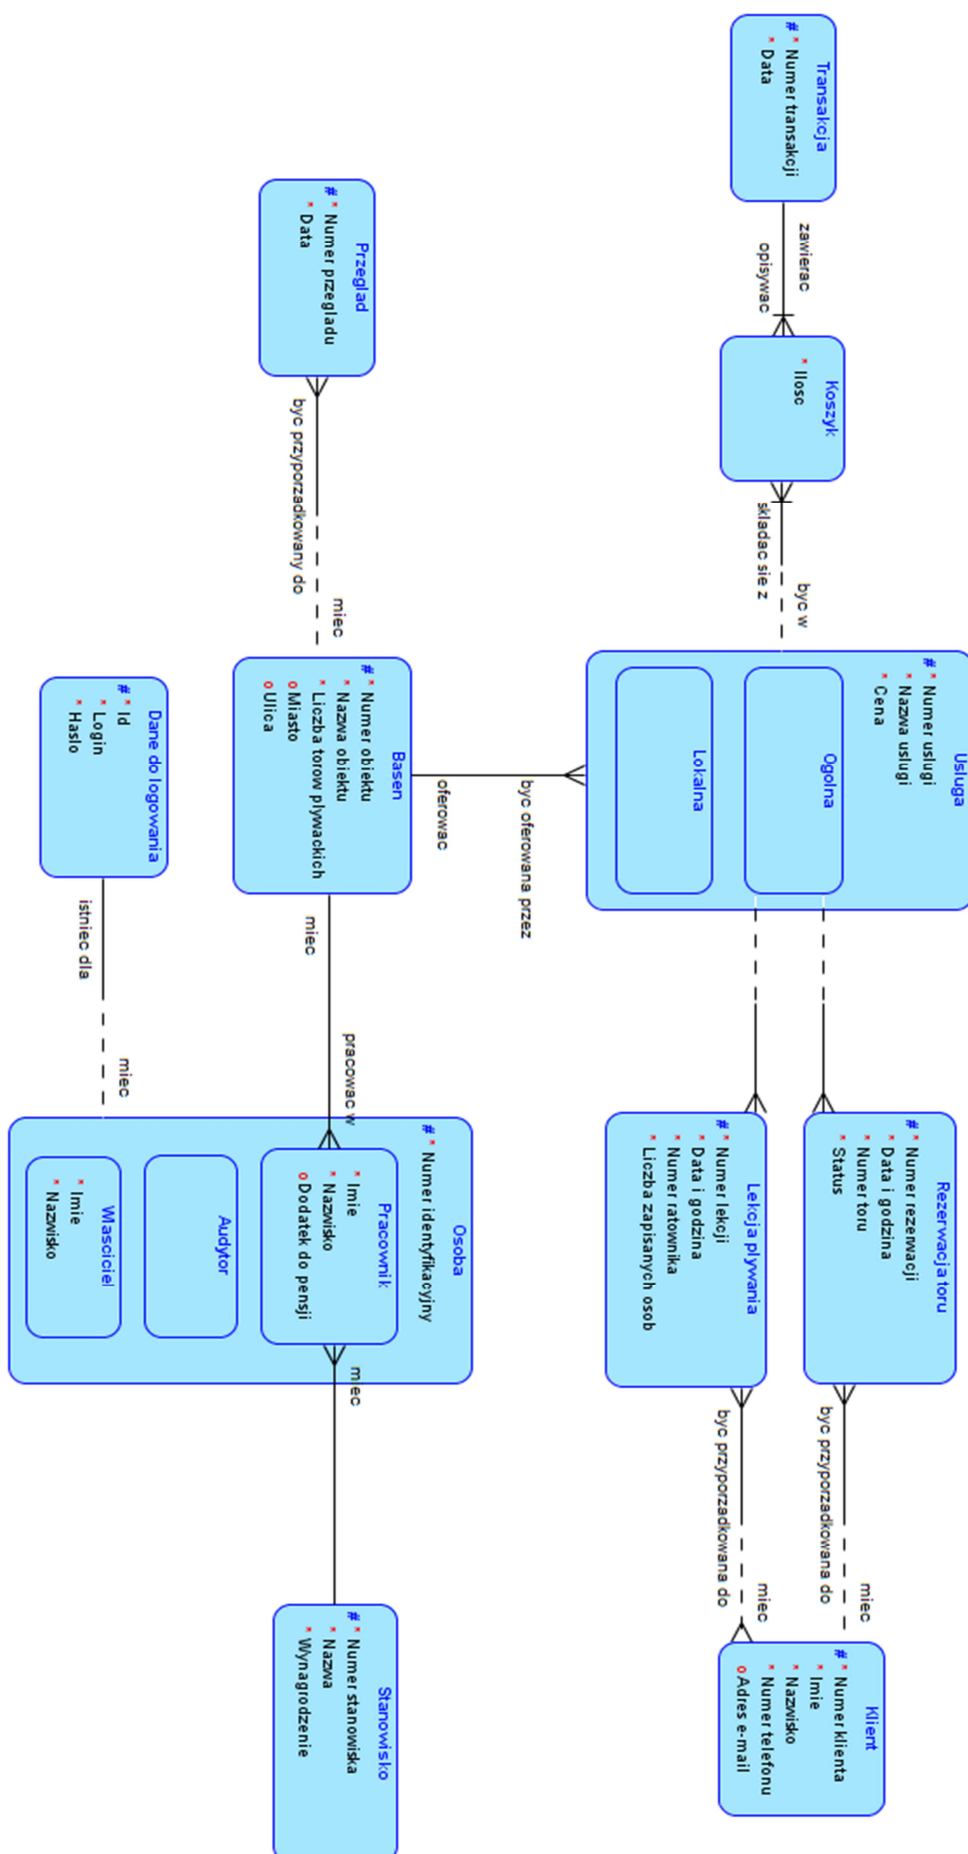 Transakcja
# * Numer transakcji
* Data
zawierac
opisywac
Koszyk
* Ilosc
skladac sie z
byc w
Usluga
# * Numer uslugi
* Nazwa uslugi
* Cena
Ogolna
Lokalna
Rezerwacja toru
# * Numer rezerwacji
* Data i godzina
* Numer toru
* Status
byc przyporzadkowana do
miec
Lekcja plywania
# * Numer lekcji
* Data i godzina
* Numer ratownika
* Liczba zapisanych osob
byc przyporzadkowana do
miec
Klient
# * Numer klienta
* Imie
* Nazwisko
* Numer telefonu
o Adres e-mail
byc oferowana przez
oferowac
Przeglad
# * Numer przegladu
* Data
byc przyporzadkowany do
miec
Basen
# * Numer obiektu
* Nazwa obiektu
* Liczba torow plywackich
o Miasto
o Ulica
miec
pracowac w
Osoba
# * Numer identyfikacyjny
Pracownik
* Imie
* Nazwisko
o Dodatek do pensji
Audytor
Wlasciciel
* Imie
* Nazwisko
miec
Stanowisko
# * Numer stanowiska
* Nazwa
* Wynagrodzenie
Dane do logowania
# * Id
* Login
* Haslo
istniec dla
miec